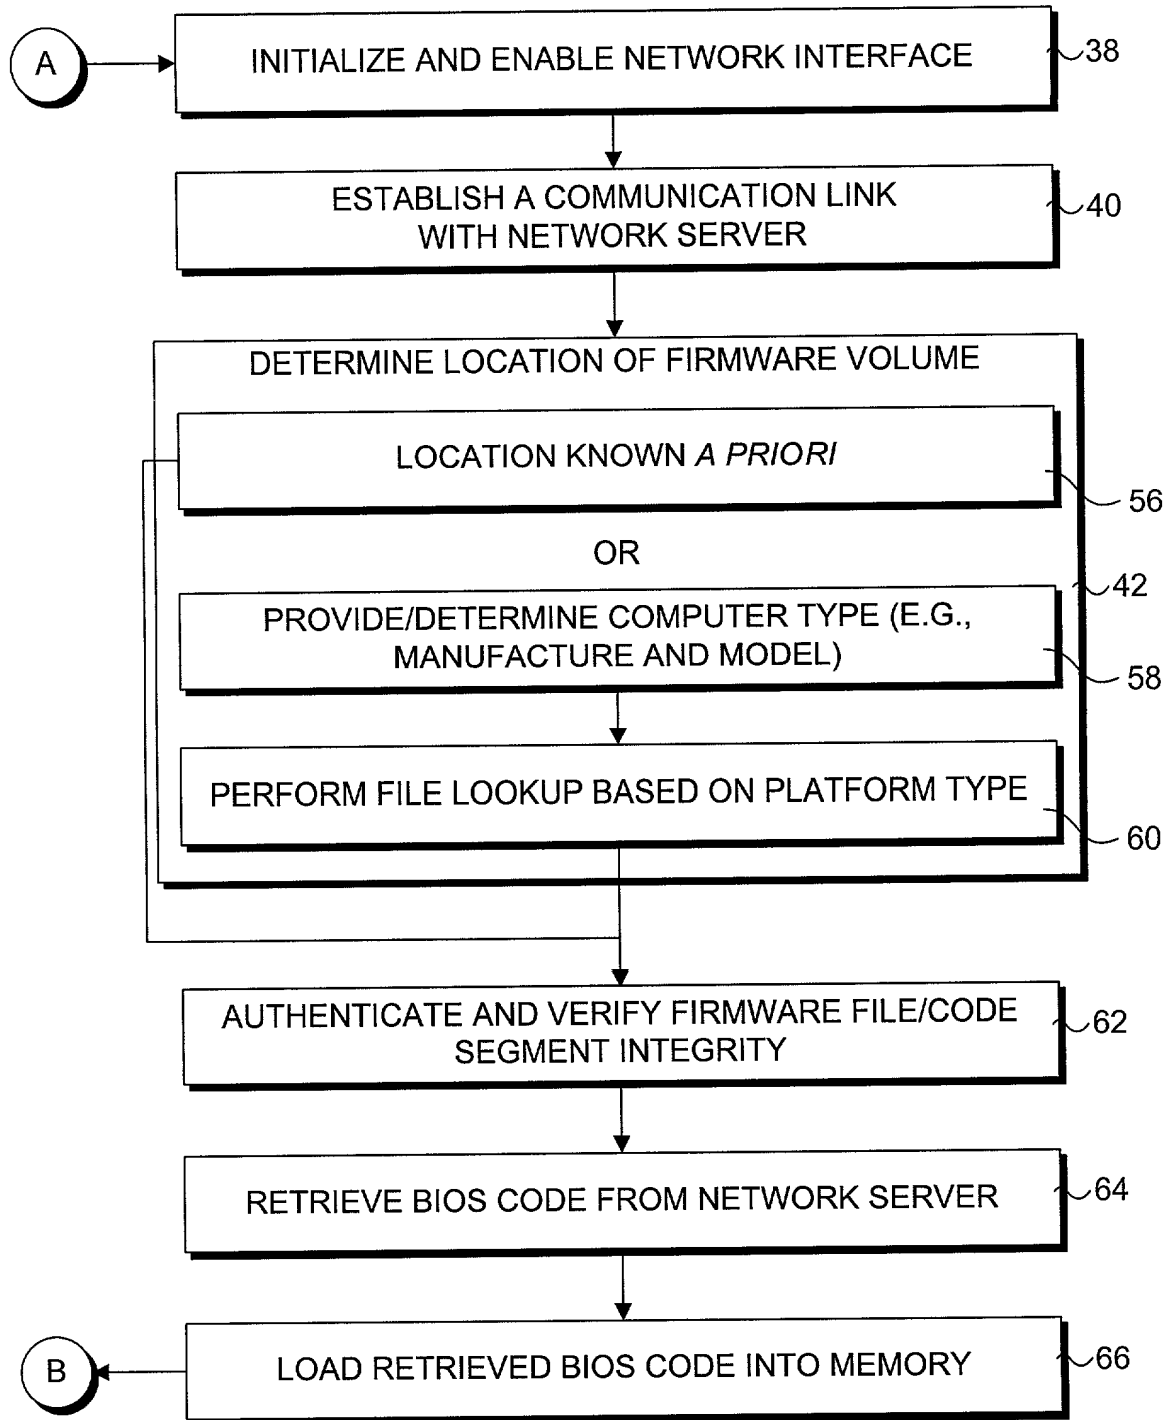 A
INITIALIZE AND ENABLE NETWORK INTERFACE
38
ESTABLISH A COMMUNICATION LINK
WITH NETWORK SERVER
40
DETERMINE LOCATION OF FIRMWARE VOLUME
LOCATION KNOWN A PRIORI
56
OR
42
PROVIDE/DETERMINE COMPUTER TYPE (E.G.,
MANUFACTURE AND MODEL)
58
PERFORM FILE LOOKUP BASED ON PLATFORM TYPE
60
AUTHENTICATE AND VERIFY FIRMWARE FILE/CODE
SEGMENT INTEGRITY
62
RETRIEVE BIOS CODE FROM NETWORK SERVER
64
B
LOAD RETRIEVED BIOS CODE INTO MEMORY
66